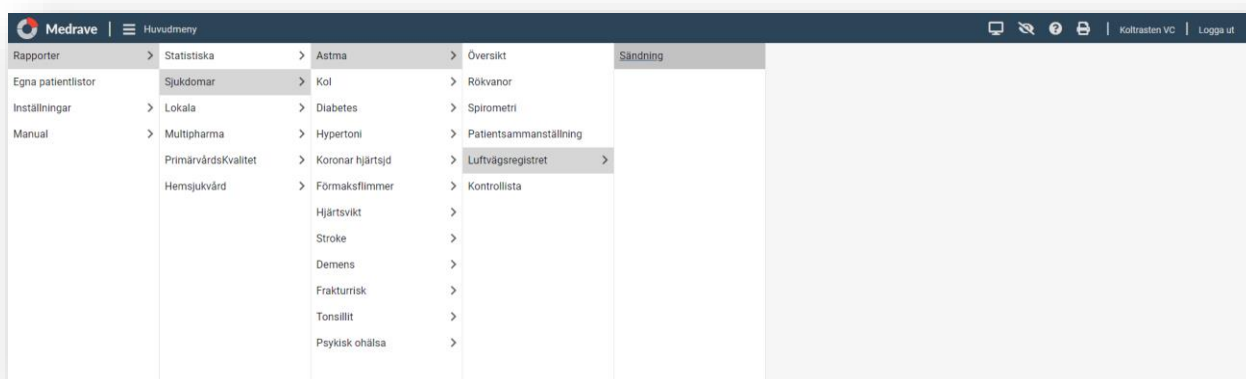 Medrave | Huvudmeny
Koltrasten VC | Logga ut
Rapporter
Egna patientlistor
Inställningar
Manual
Statistiska
Sjukdomar
Lokala
Multipharma
PrimärvårdsKvalitet
Hemsjukvård
Astma
Kol
Diabetes
Hypertoni
Koronar hjärtsjd
Förmaksflimmer
Hjärtsvikt
Stroke
Demens
Frakturrisk
Tonsillit
Psykisk ohälsa
Översikt
Rökvanor
Spirometri
Patientsammanställning
Luftvägsregistret
Kontrollista
Sändning